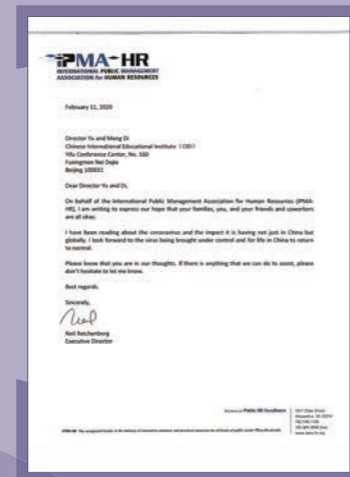 IPMA-HR
INTERNATIONAL PUBLIC MANAGEMENT
ASSOCIATION for HUMAN RESOURCES
February 11, 2020
Director Yu and Meng Di
Chinese International Educational Institute
Yifu Conference Center, No. 160
Fuxingmen Nei Dajie
Beijing 100031
Dear Director Yu and Di,
On behalf of the International Public Management Association for Human Resources (IPMA-
HR), I am writing to express our hope that your families, you, and your friends and coworkers
are all okay.
I have been reading about the coronavirus and the impact it is having not just in China but
globally. I look forward to the virus being brought under control and for life in China to return
to normal.
Please know that you are in our thoughts. If there is anything that we can do to assist, please
don't hesitate to let me know.
Best regards,
Sincerely,
Neil
Neil Reichenberg
Executive Director
Public HR Excellence